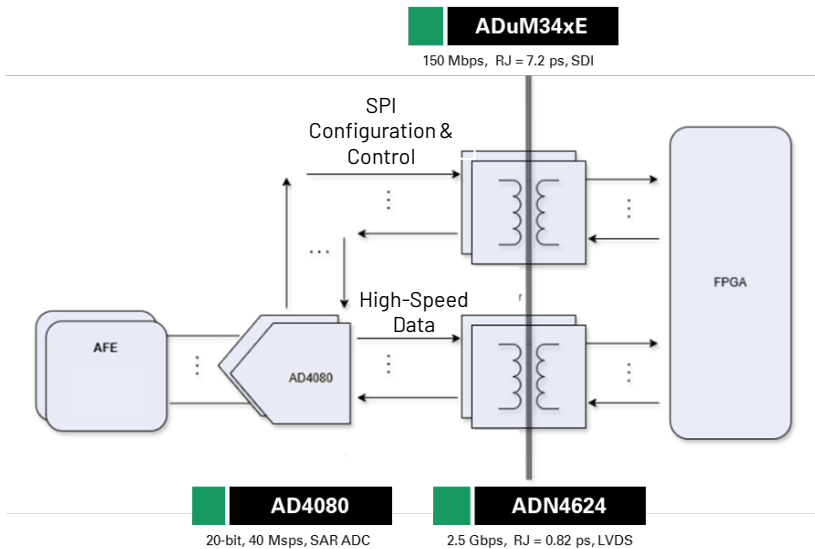 ADuM34xE
150 Mbps, RJ = 7.2 ps, SDI
SPI
Configuration &
Control
...
High-Speed
Data
r
FPGA
AFE
AD4080
AD4080
20-bit, 40 Msps, SAR ADC
ADN4624
2.5 Gbps, RJ = 0.82 ps, LVDS